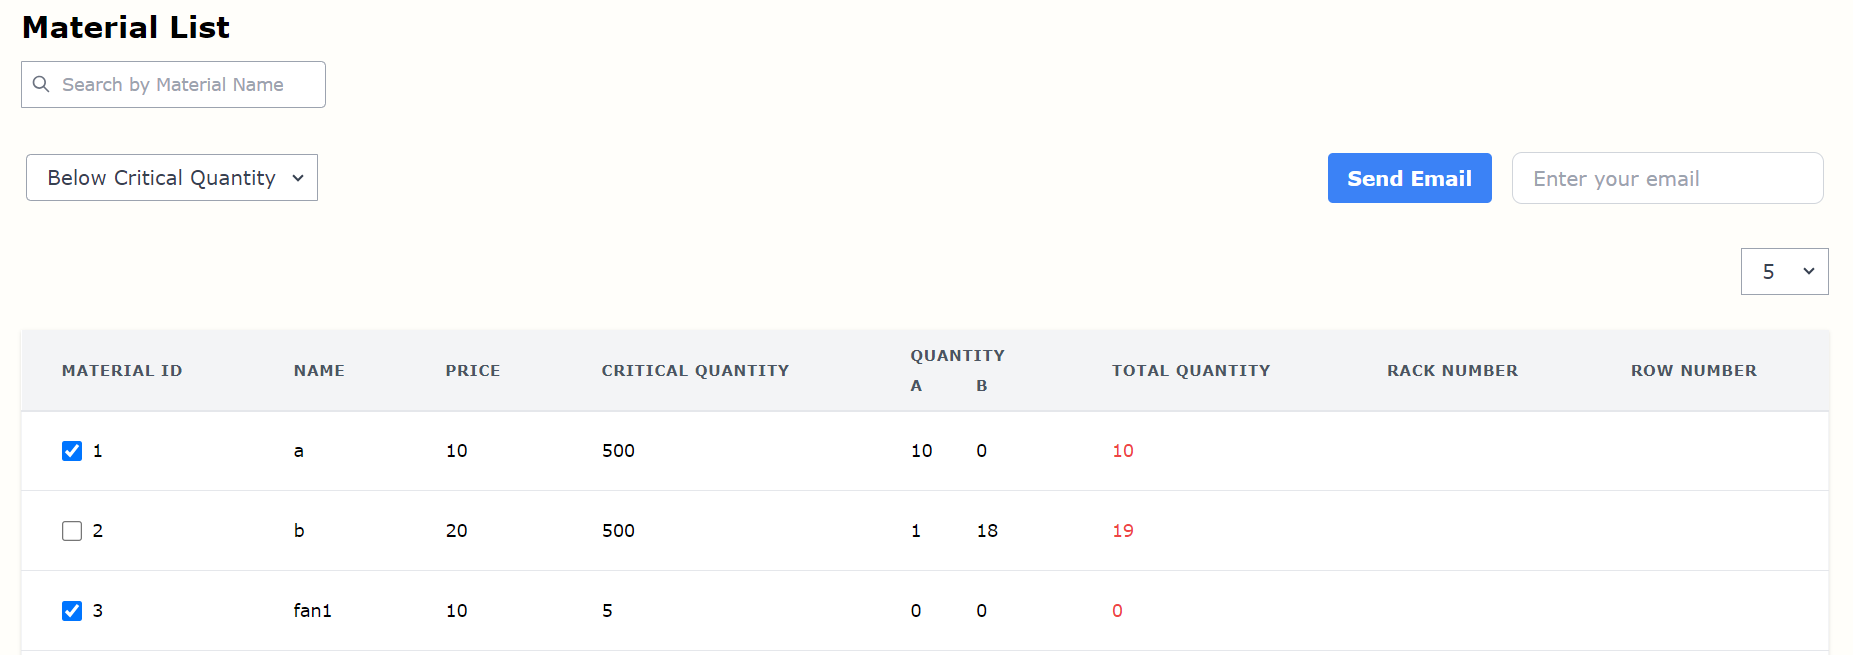 Material List
Search by Material Name
Below Critical Quantity
Send Email
Enter your email
5
MATERIAL ID NAME PRICE CRITICAL QUANTITY QUANTITY A B TOTAL QUANTITY RACK NUMBER ROW NUMBER
1 a 10 500 10 0 10
2 b 20 500 1 18 19
3 fan1 10 5 0 0 0